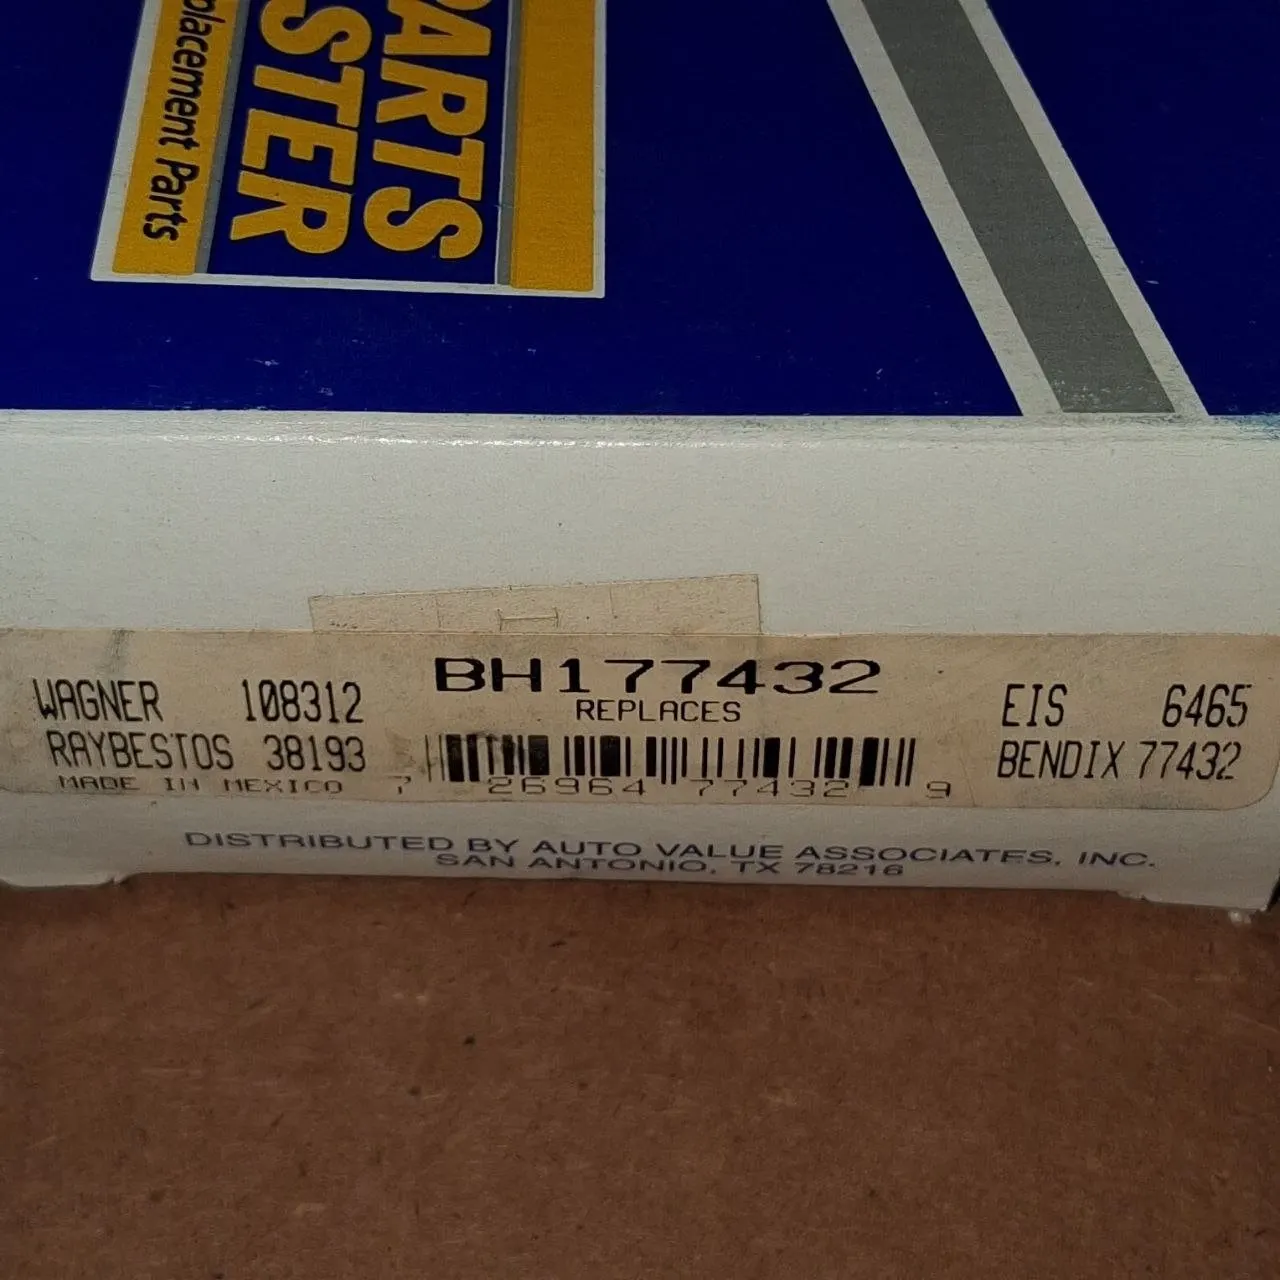 PARTS
STER
placement Parts
BH177432
REPLACES
WAGNER 108312
RAYBESTOS 38193
MADE IN MEXICO
EIS 6465
BENDIX 77432
7 26964 77432 9
DISTRIBUTED BY AUTO VALUE ASSOCIATES, INC.
SAN ANTONIO, TX 78216